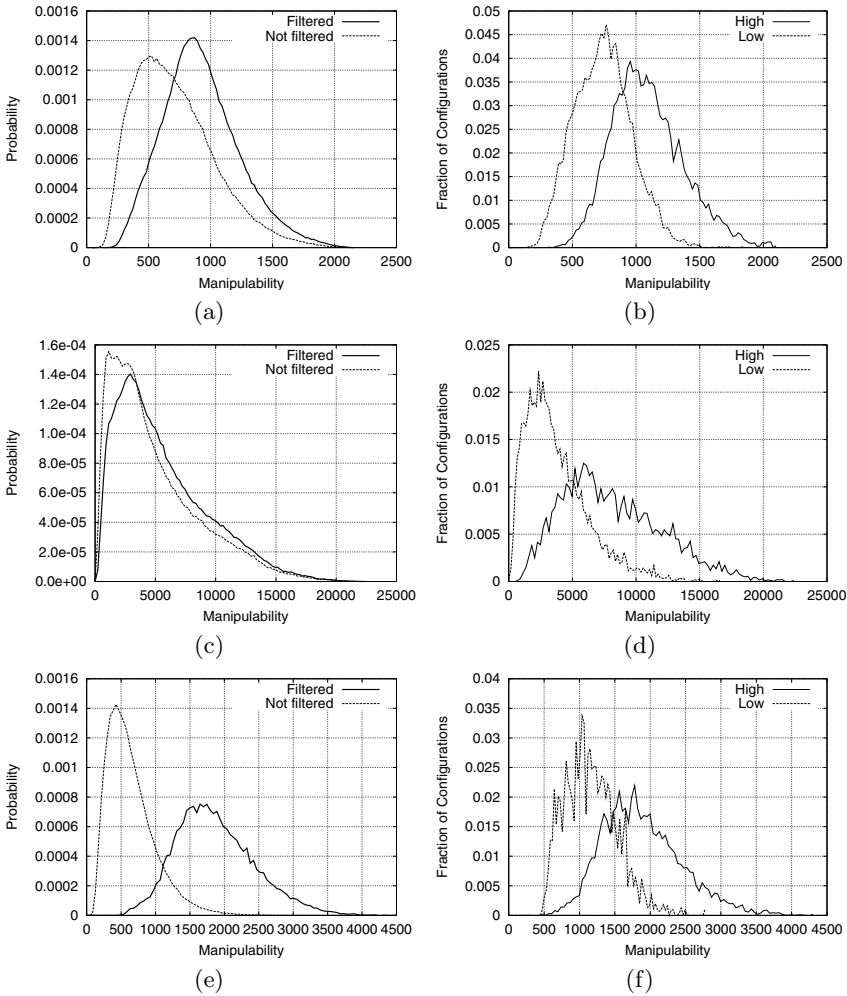 0.0016
0.0014
0.0012
0.001
0.0008
0.0006
0.0004
0.0002
0
0 500 1000 1500 2000 2500
Probability
Manipulability
Filtered
Not filtered
(a)
0.05
0.045
0.04
0.035
0.03
0.025
0.02
0.015
0.01
0.005
0
0 500 1000 1500 2000 2500
Fraction of Configurations
Manipulability
High
Low
(b)
1.6e-04
1.4e-04
1.2e-04
1.0e-04
8.0e-05
6.0e-05
4.0e-05
2.0e-05
0.0e+00
0 5000 10000 15000 20000 25000
Probability
Manipulability
Filtered
Not filtered
(c)
0.025
0.02
0.015
0.01
0.005
0
0 5000 10000 15000 20000 25000
Fraction of Configurations
Manipulability
High
Low
(d)
0.0016
0.0014
0.0012
0.001
0.0008
0.0006
0.0004
0.0002
0
0 500 1000 1500 2000 2500 3000 3500 4000 4500
Probability
Manipulability
Filtered
Not filtered
(e)
0.04
0.035
0.03
0.025
0.02
0.015
0.01
0.005
0
0 500 1000 1500 2000 2500 3000 3500 4000 4500
Fraction of Configurations
Manipulability
High
Low
(f)